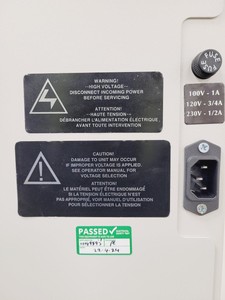 WARNING!
—HIGH VOLTAGE—
DISCONNECT INCOMING POWER
BEFORE SERVICING
ATTENTION!
—HAUTE TENSION—
DÉBRANCHER L'ALIMENTATION ÉLECTRIQUE
AVANT TOUTE INTERVENTION
FUSE
100V - 1A
120V - 3/4A
230V - 1/2A
CAUTION!
DAMAGE TO UNIT MAY OCCUR
IF IMPROPER VOLTAGE IS APPLIED.
SEE OPERATOR MANUAL FOR
VOLTAGE SELECTION
ATTENTION!
LE MATÉRIEL PEUT ÊTRE ENDOMMAGÉ
SI LA TENSION ÉLECTRIQUE N'EST
PAS APPROPRIÉE, VOIR MANUEL D'UTILISATION
POUR SÉLECTIONNER LA TENSION
PASSED